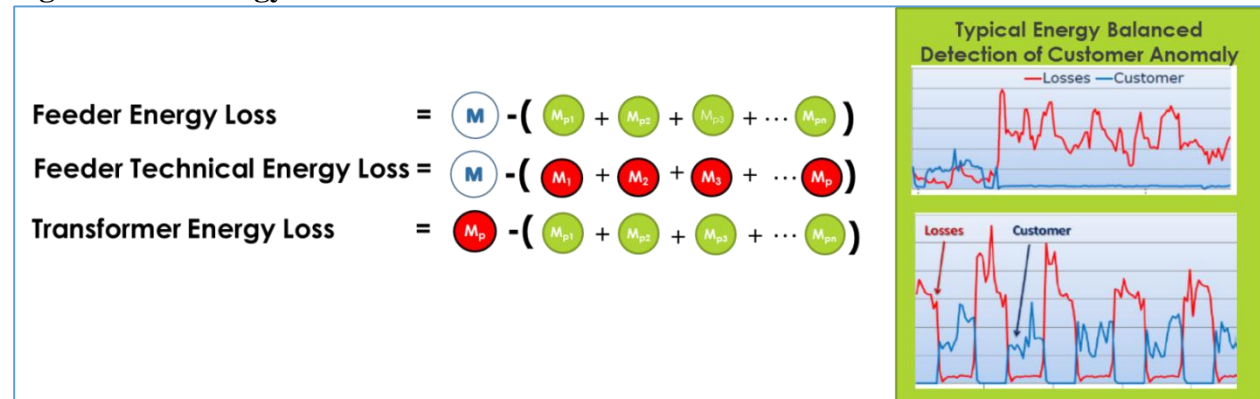 Feeder Energy Loss = M -( Mp1 + Mp2 + Mp3 + ... Mpn )
Feeder Technical Energy Loss = M -( M1 + M2 + M3 + ... Mp )
Transformer Energy Loss = Mp -( Mp1 + Mp2 + Mp3 + ... Mpn )
Typical Energy Balanced
Detection of Customer Anomaly
Losses Customer
Losses Customer